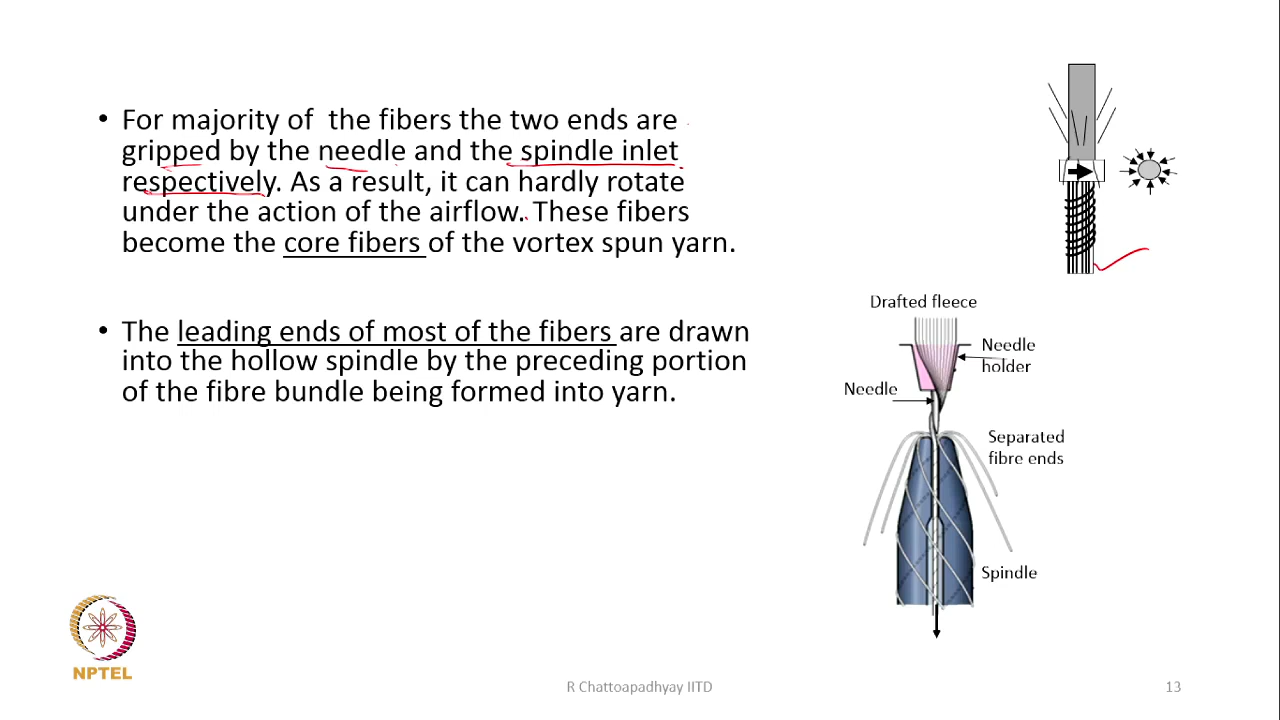 • For majority of the fibers the two ends are
gripped by the needle and the spindle inlet
respectively. As a result, it can hardly rotate
under the action of the airflow. These fibers
become the core fibers of the vortex spun yarn.
• The leading ends of most of the fibers are drawn
into the hollow spindle by the preceding portion
of the fibre bundle being formed into yarn.
Drafted fleece
Needle
holder
Needle
Separated
fibre ends
Spindle
NPTEL
R Chattoapadhyay IITD
13